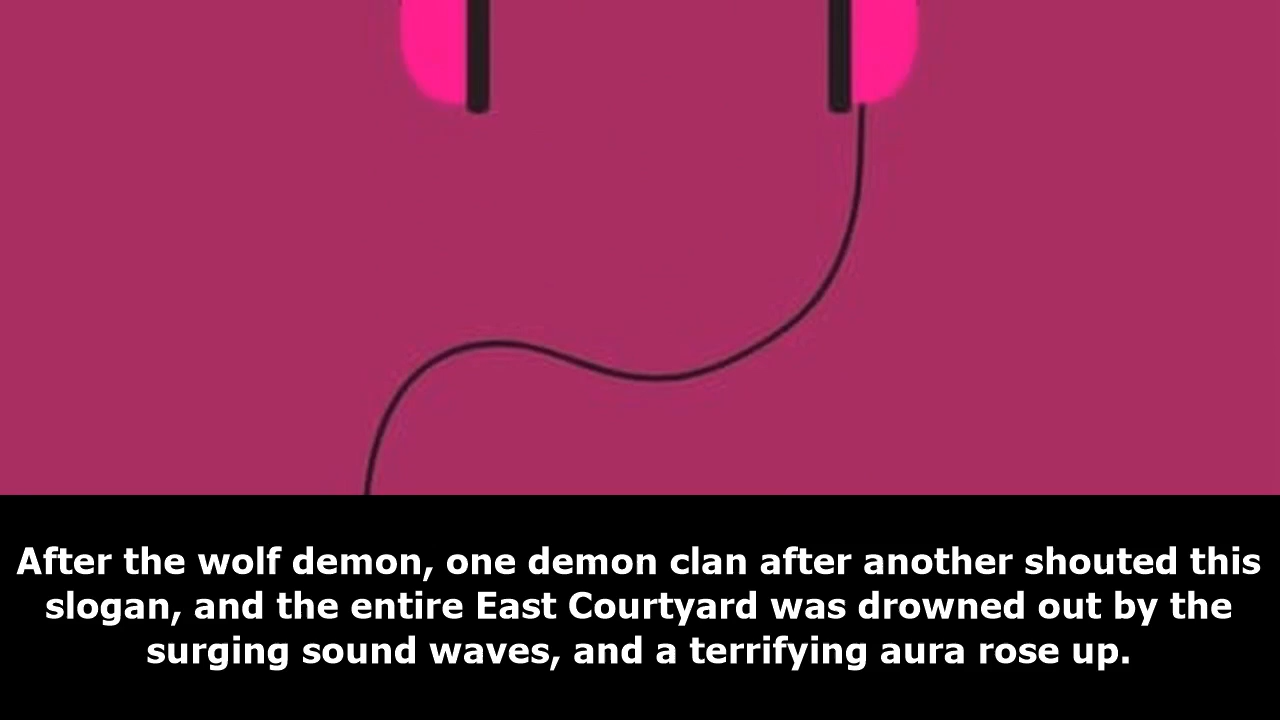 After the wolf demon, one demon clan after another shouted this
slogan, and the entire East Courtyard was drowned out by the
surging sound waves, and a terrifying aura rose up.